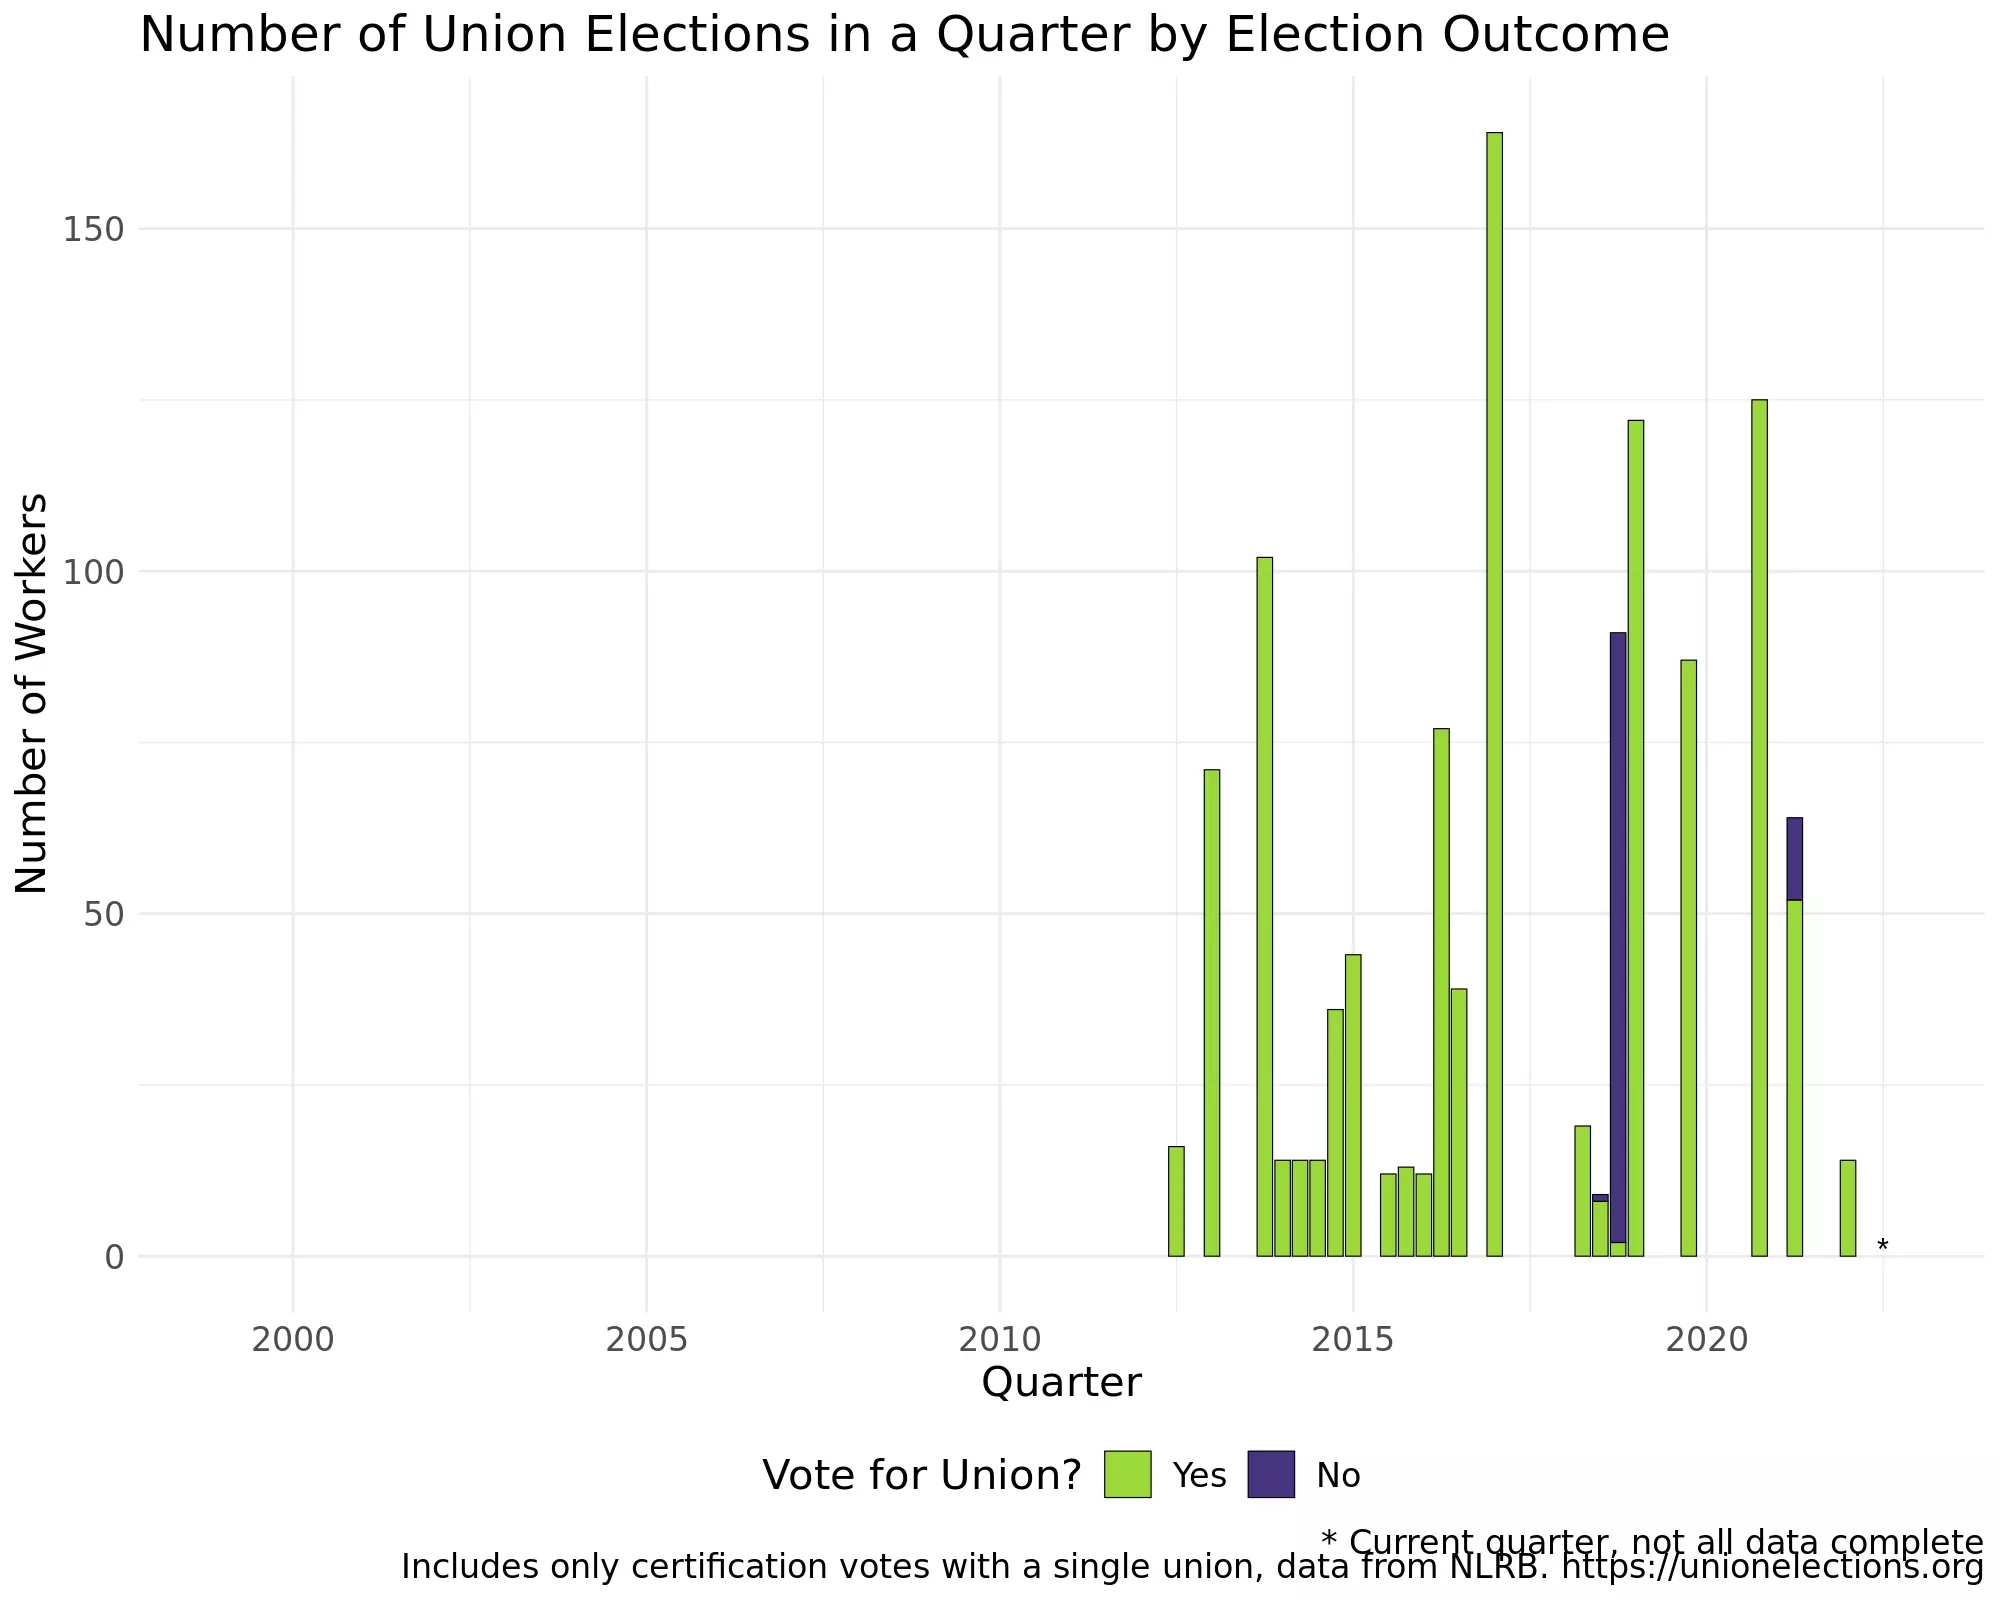 Number of Union Elections in a Quarter by Election Outcome
Number of Workers
150
100
50
0
*
2000 2005 2010 2015 2020
Quarter
Vote for Union? Yes No
* Current quarter, not all data complete
Includes only certification votes with a single union, data from NLRB. https://unionelections.org